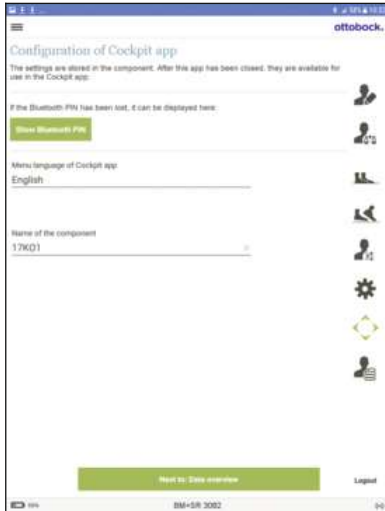 ottobock.
Configuration of Cockpit app
The settings are stored in the component. After this app has been closed, they are available for
use in the Cockpit app.
If the Bluetooth PIN has been lost, it can be displayed here:
Show Bluetooth PIN
Menu language of Cockpit app
English
Name of the component
17KO1
Next to: Data overview
Logout
BM+SR 3082